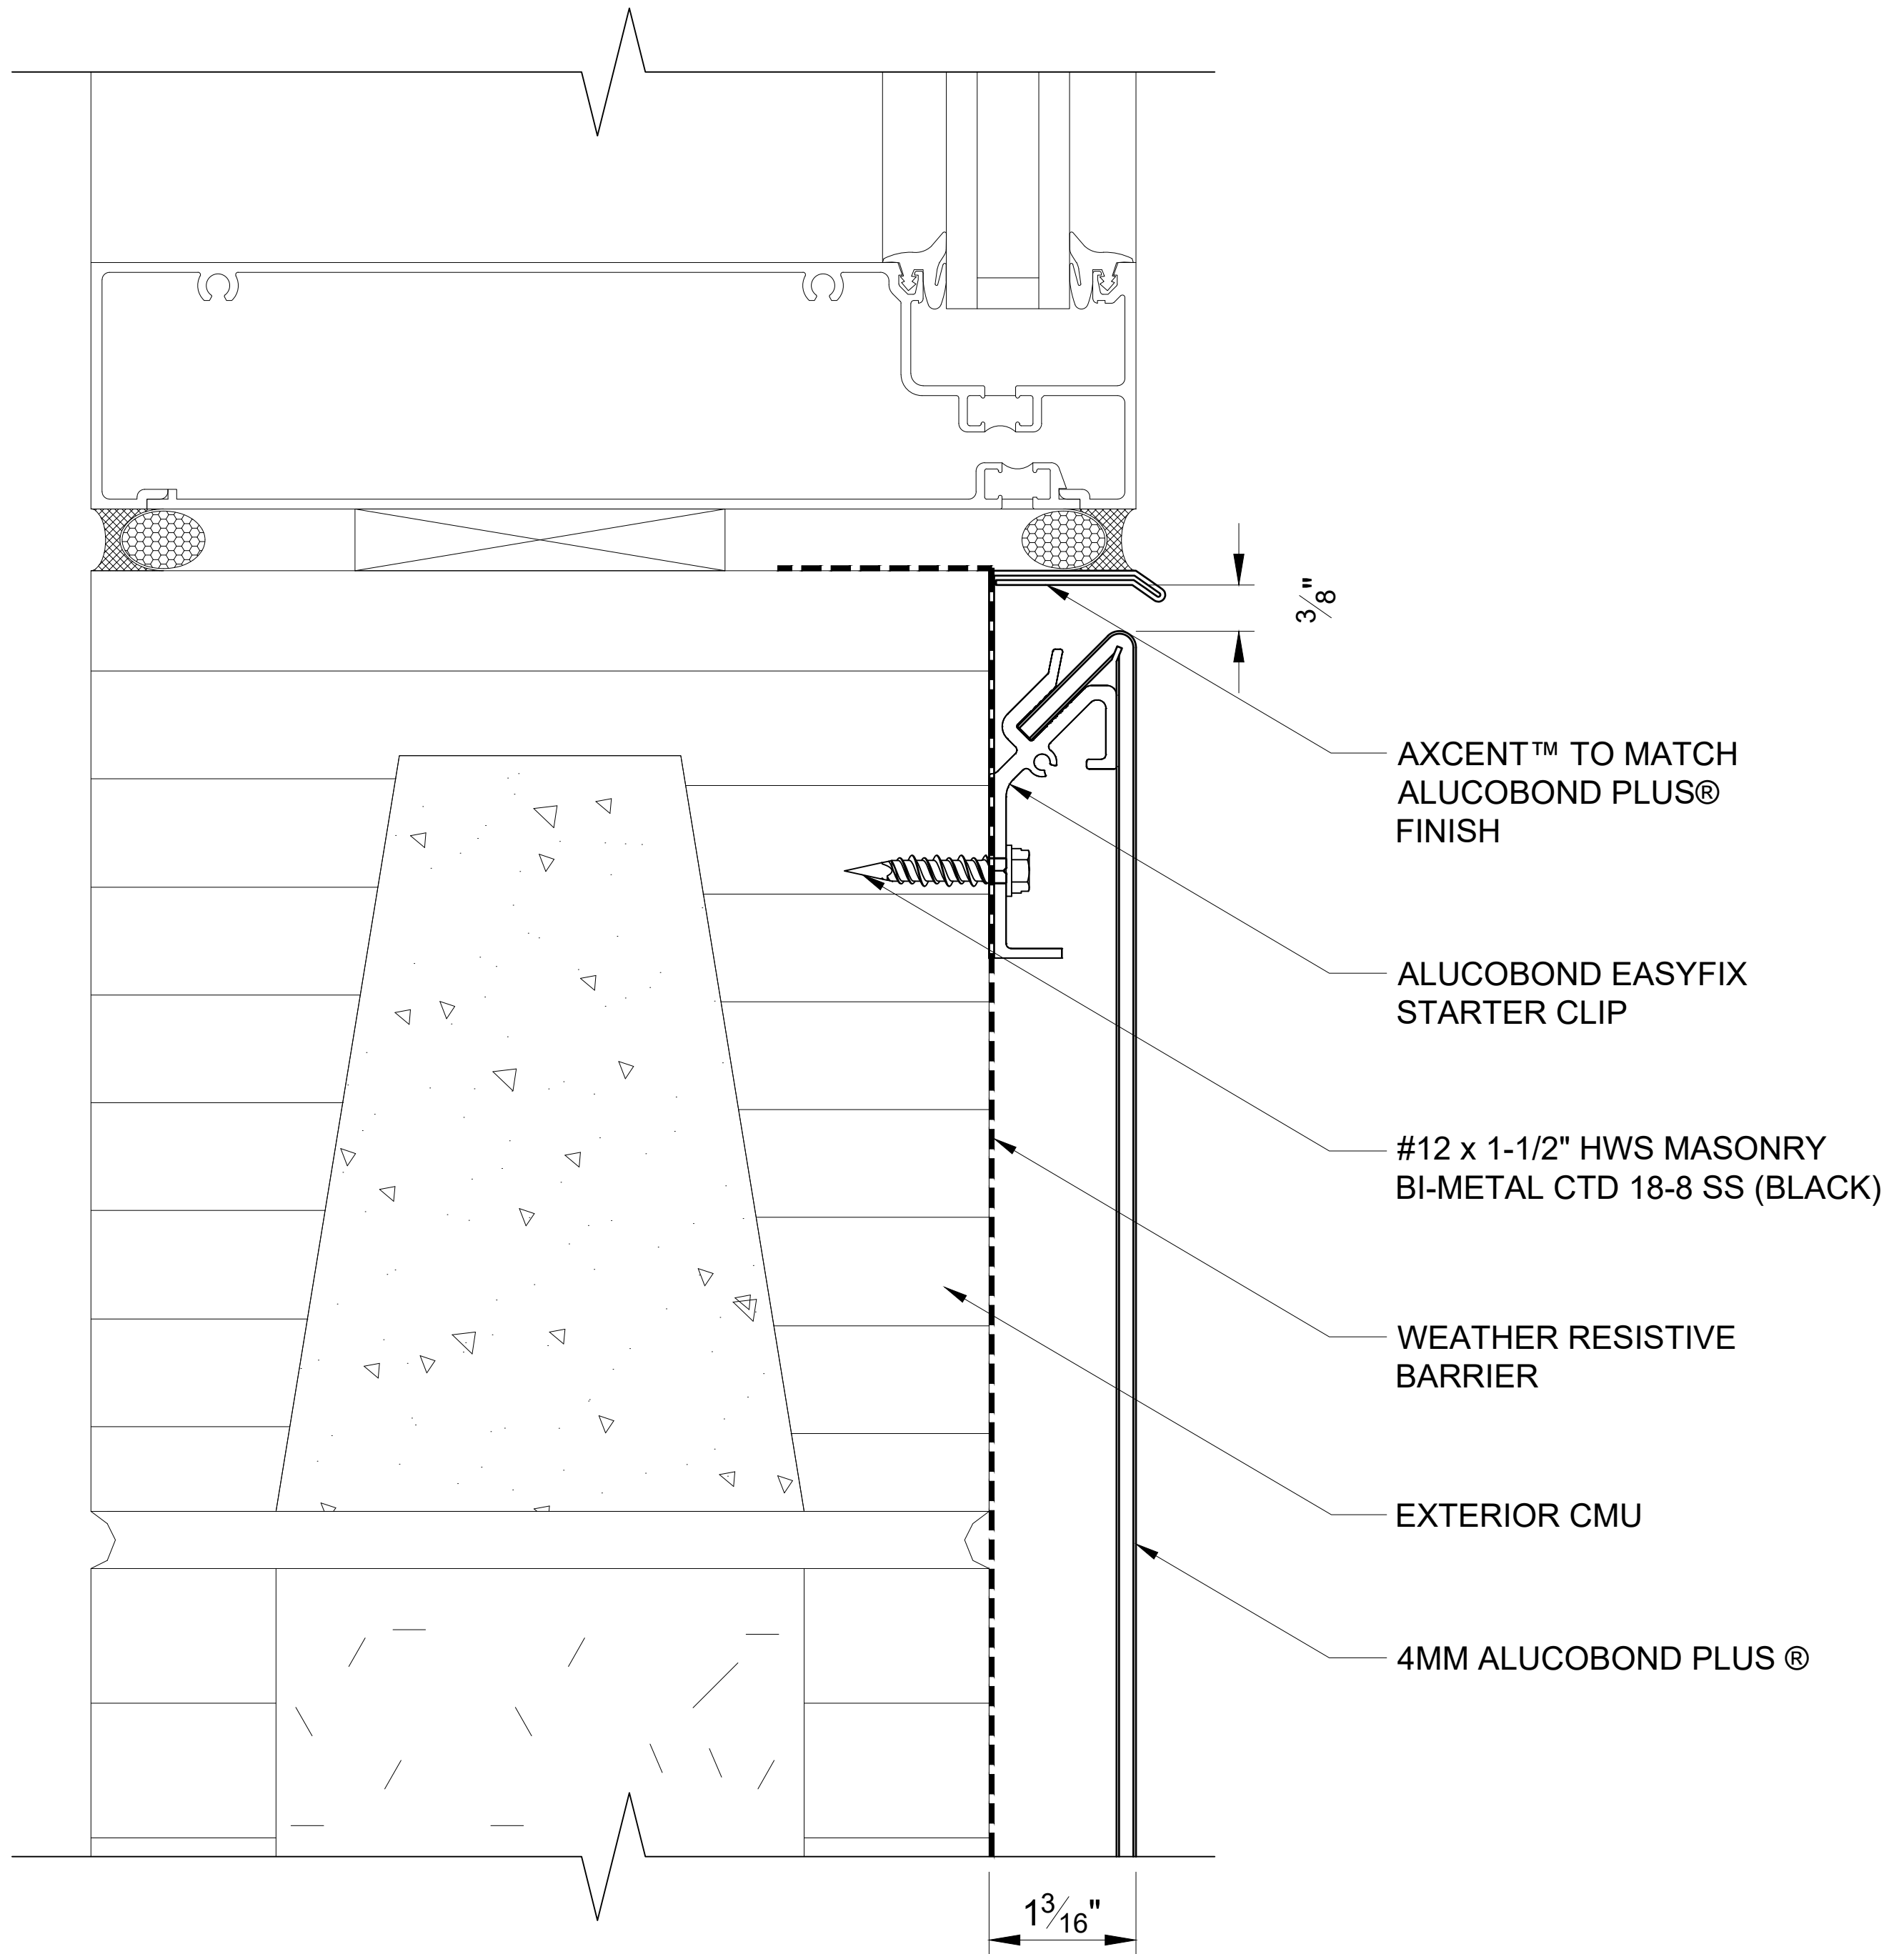 3/8"
AXCENT™ TO MATCH
ALUCOBOND PLUS®
FINISH
ALUCOBOND EASYFIX
STARTER CLIP
#12 x 1-1/2" HWS MASONRY
BI-METAL CTD 18-8 SS (BLACK)
WEATHER RESISTIVE
BARRIER
EXTERIOR CMU
4MM ALUCOBOND PLUS ®
1 3/16"